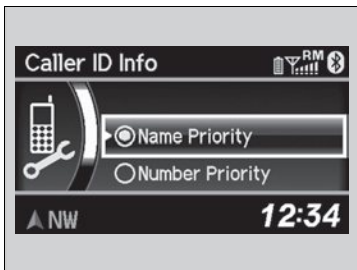 Caller ID Info
RM
Name Priority
Number Priority
NW
12:34